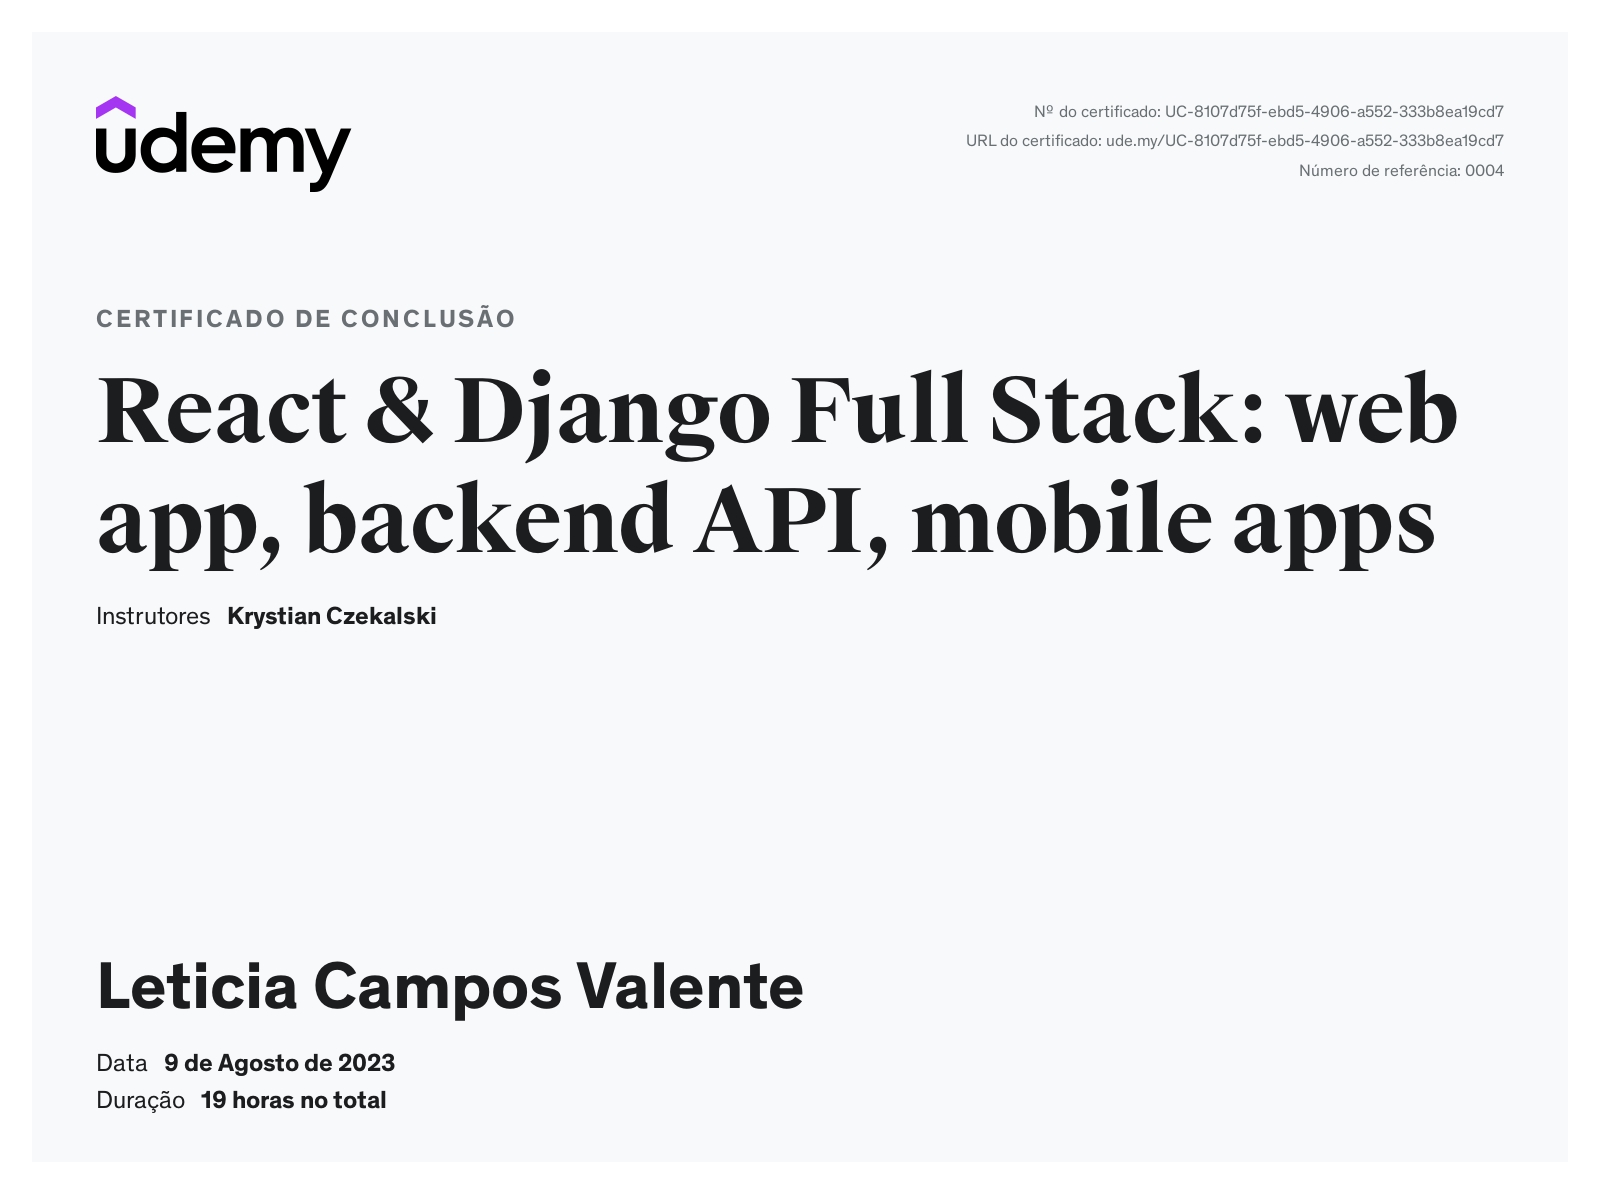 udemy
Nº do certificado: UC-8107d75f-ebd5-4906-a552-333b8ea19cd7
URL do certificado: ude.my/UC-8107d75f-ebd5-4906-a552-333b8ea19cd7
Número de referência: 0004
CERTIFICADO DE CONCLUSÃO
React & Django Full Stack: web
app, backend API, mobile apps
Instrutores Krystian Czekalski
Leticia Campos Valente
Data 9 de Agosto de 2023
Duração 19 horas no total